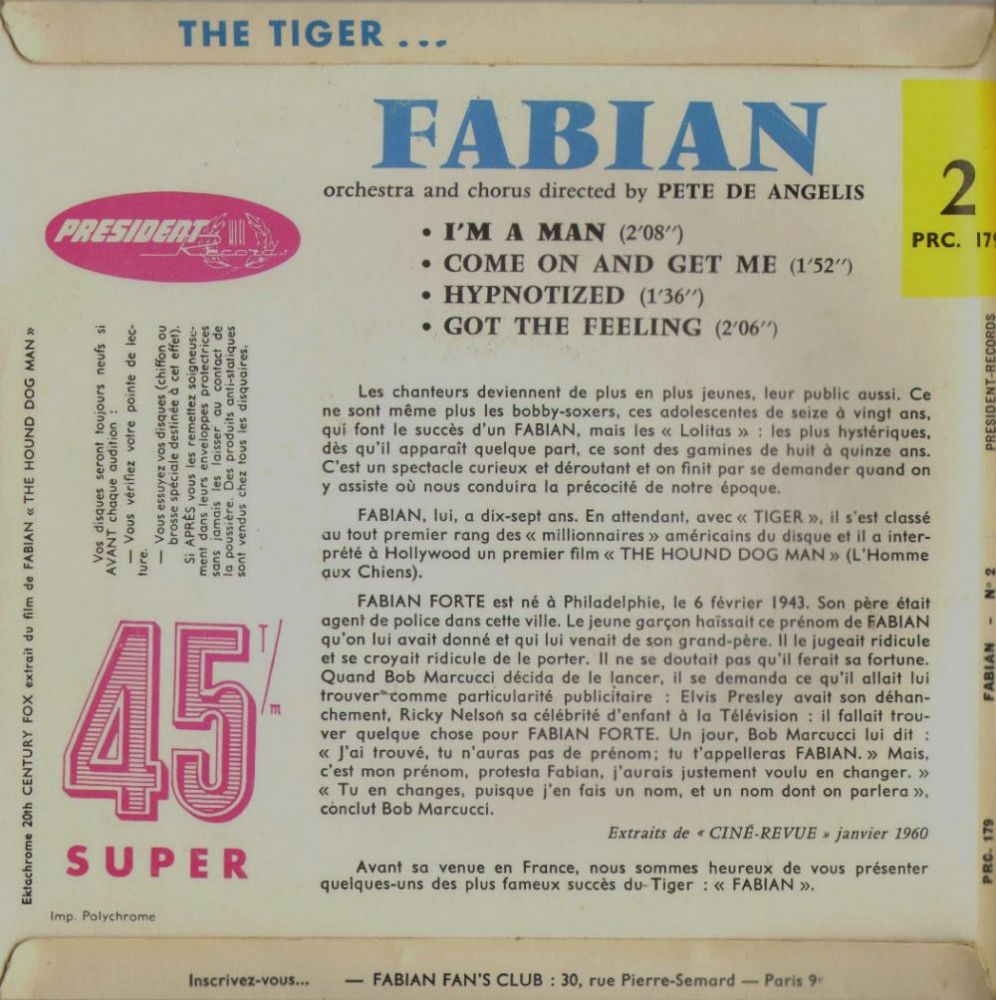 THE TIGER ...
FABIAN
orchestra and chorus directed by PETE DE ANGELIS
• I'M A MAN (2'08'')
• COME ON AND GET ME (1'52'')
• HYPNOTIZED (1'36'')
• GOT THE FEELING (2'06'')
2
PRC. 179
PRESIDENT
Records
Les chanteurs deviennent de plus en plus jeunes, leur public aussi. Ce
ne sont même plus les bobby-soxers, ces adolescentes de seize à vingt ans,
qui font le succès d'un FABIAN, mais les « Lolitas » : les plus hystériques,
dès qu'il apparaît quelque part, ce sont des gamines de huit à quinze ans.
C'est un spectacle curieux et déroutant et on finit par se demander quand on
y assiste où nous conduira la précocité de notre époque.
FABIAN, lui, a dix-sept ans. En attendant, avec « TIGER », il s'est classé
au tout premier rang des « millionnaires » américains du disque et il a inter-
prété à Hollywood un premier film « THE HOUND DOG MAN » (L'Homme
aux Chiens).
FABIAN FORTE est né à Philadelphie, le 6 février 1943. Son père était
agent de police dans cette ville. Le jeune garçon haïssait ce prénom de FABIAN
qu'on lui avait donné et qui lui venait de son grand-père. Il le jugeait ridicule
et se croyait ridicule de le porter. Il ne se doutait pas qu'il ferait sa fortune.
Quand Bob Marcucci décida de le lancer, il se demanda ce qu'il allait lui
trouver comme particularité publicitaire : Elvis Presley avait son déhan-
chement, Ricky Nelson sa célébrité d'enfant à la Télévision : il fallait trou-
ver quelque chose pour FABIAN FORTE. Un jour, Bob Marcucci lui dit :
« J'ai trouvé, tu n'auras pas de prénom; tu t'appelleras FABIAN. » Mais,
c'est mon prénom, protesta Fabian, j'aurais justement voulu en changer. »
« Tu en changes, puisque j'en fais un nom, et un nom dont on parlera »,
conclut Bob Marcucci.
Extraits de « CINÉ-REVUE » janvier 1960
Avant sa venue en France, nous sommes heureux de vous présenter
quelques-uns des plus fameux succès du Tiger : « FABIAN ».
Vos disques seront toujours neufs si
AVANT chaque audition :
— Vous vérifiez votre pointe de lec-
ture.
— Vous essuyez vos disques (chiffon ou
brosse spéciale destinée à cet effet).
Si APRÈS vous les remettez soigneuse-
ment dans leurs enveloppes protectrices
sans jamais les laisser au contact de
la poussière. Des produits anti-statiques
sont vendus chez tous les disquaires.
45 T/m
SUPER
Ektachrome 20th CENTURY FOX extrait du film de FABIAN « THE HOUND DOG MAN »
Imp. Polychrome
PRC. 179 FABIAN - N° 2 PRESIDENT-RECORDS
Inscrivez-vous... — FABIAN FAN'S CLUB : 30, rue Pierre-Semard — Paris 9e